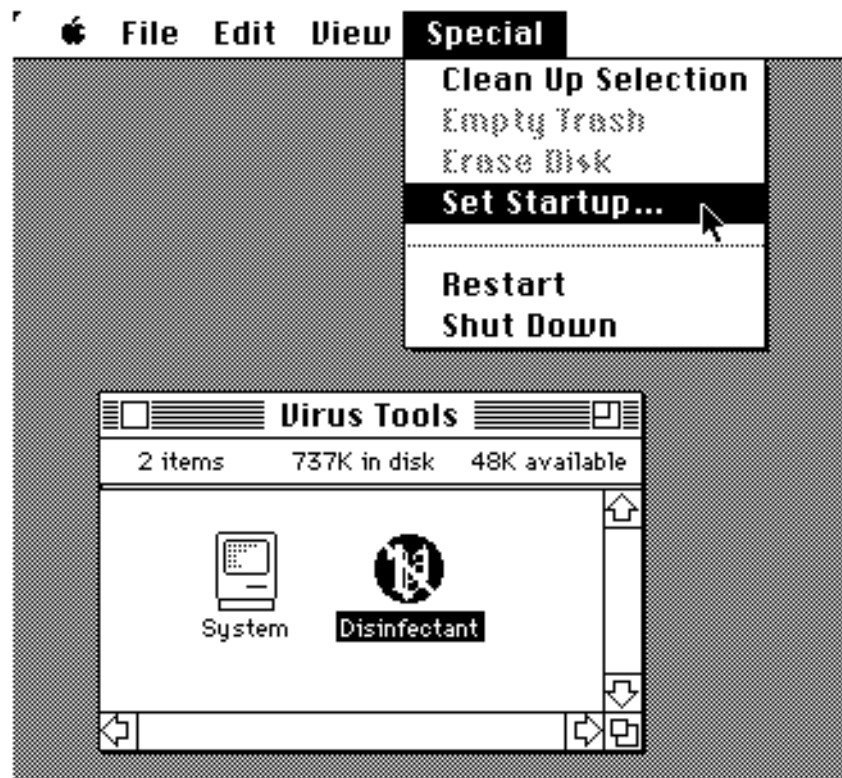 File Edit View Special
Clean Up Selection
Empty Trash
Erase Disk
Set Startup...
Restart
Shut Down
Virus Tools
2 items 737K in disk 48K available
System Disinfectant